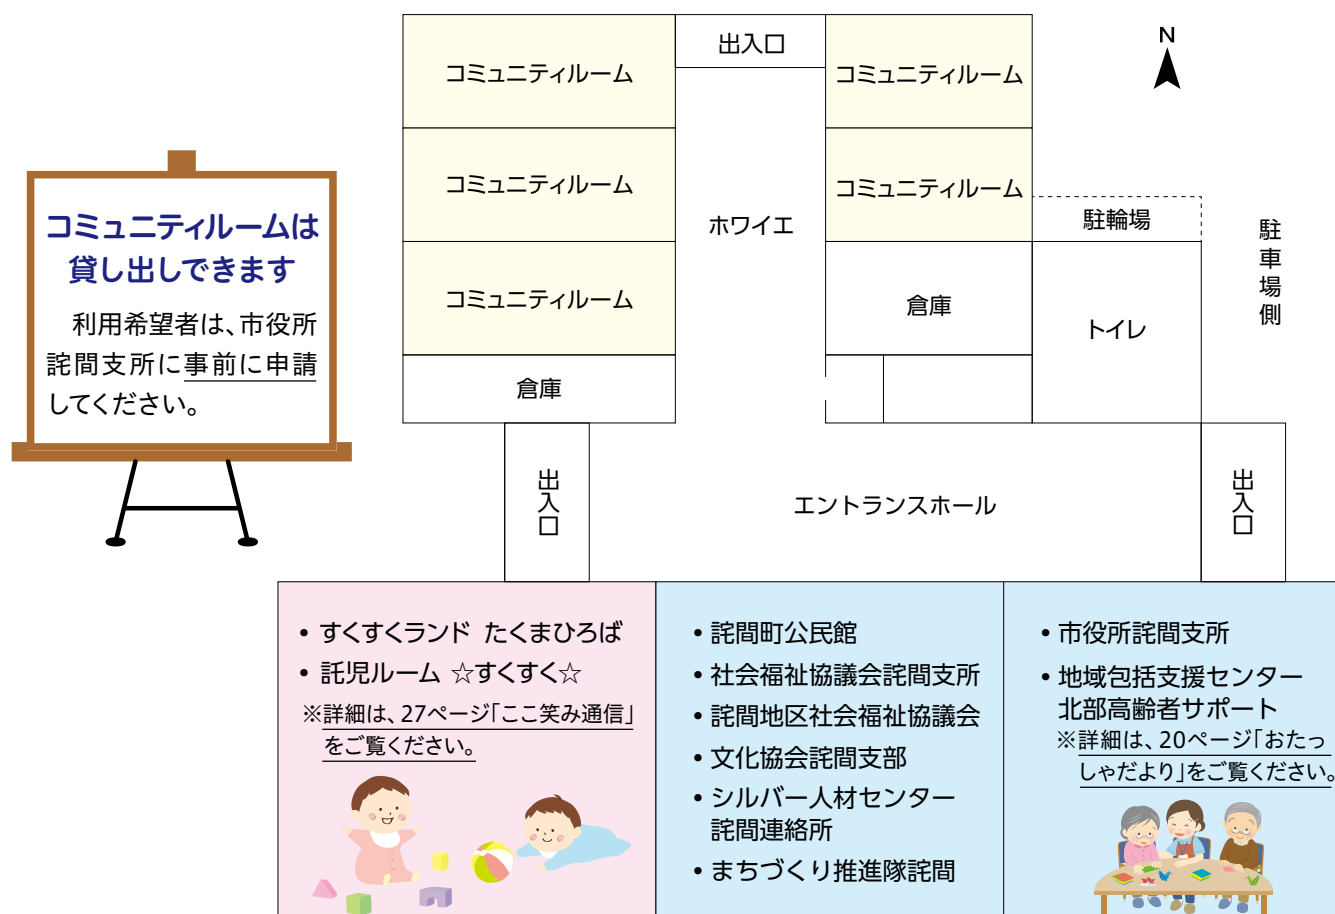 コミュニティルームは
貸し出しできます
利用希望者は、市役所
詫間支所に事前に申請
してください。
コミュニティルーム
コミュニティルーム
コミュニティルーム
倉庫
出入口
ホワイエ
コミュニティルーム
コミュニティルーム
倉庫
駐輪場
トイレ
N
駐車場側
出入口
エントランスホール
出入口
• すくすくランド たくまひろば
• 託児ルーム ☆すくすく☆
※詳細は、27ページ「ここ笑み通信」
をご覧ください。
• 詫間町公民館
• 社会福祉協議会詫間支所
• 詫間地区社会福祉協議会
• 文化協会詫間支部
• シルバー人材センター
詫間連絡所
• まちづくり推進隊詫間
• 市役所詫間支所
• 地域包括支援センター
北部高齢者サポート
※詳細は、20ページ「おたっ
しゃだより」をご覧ください。